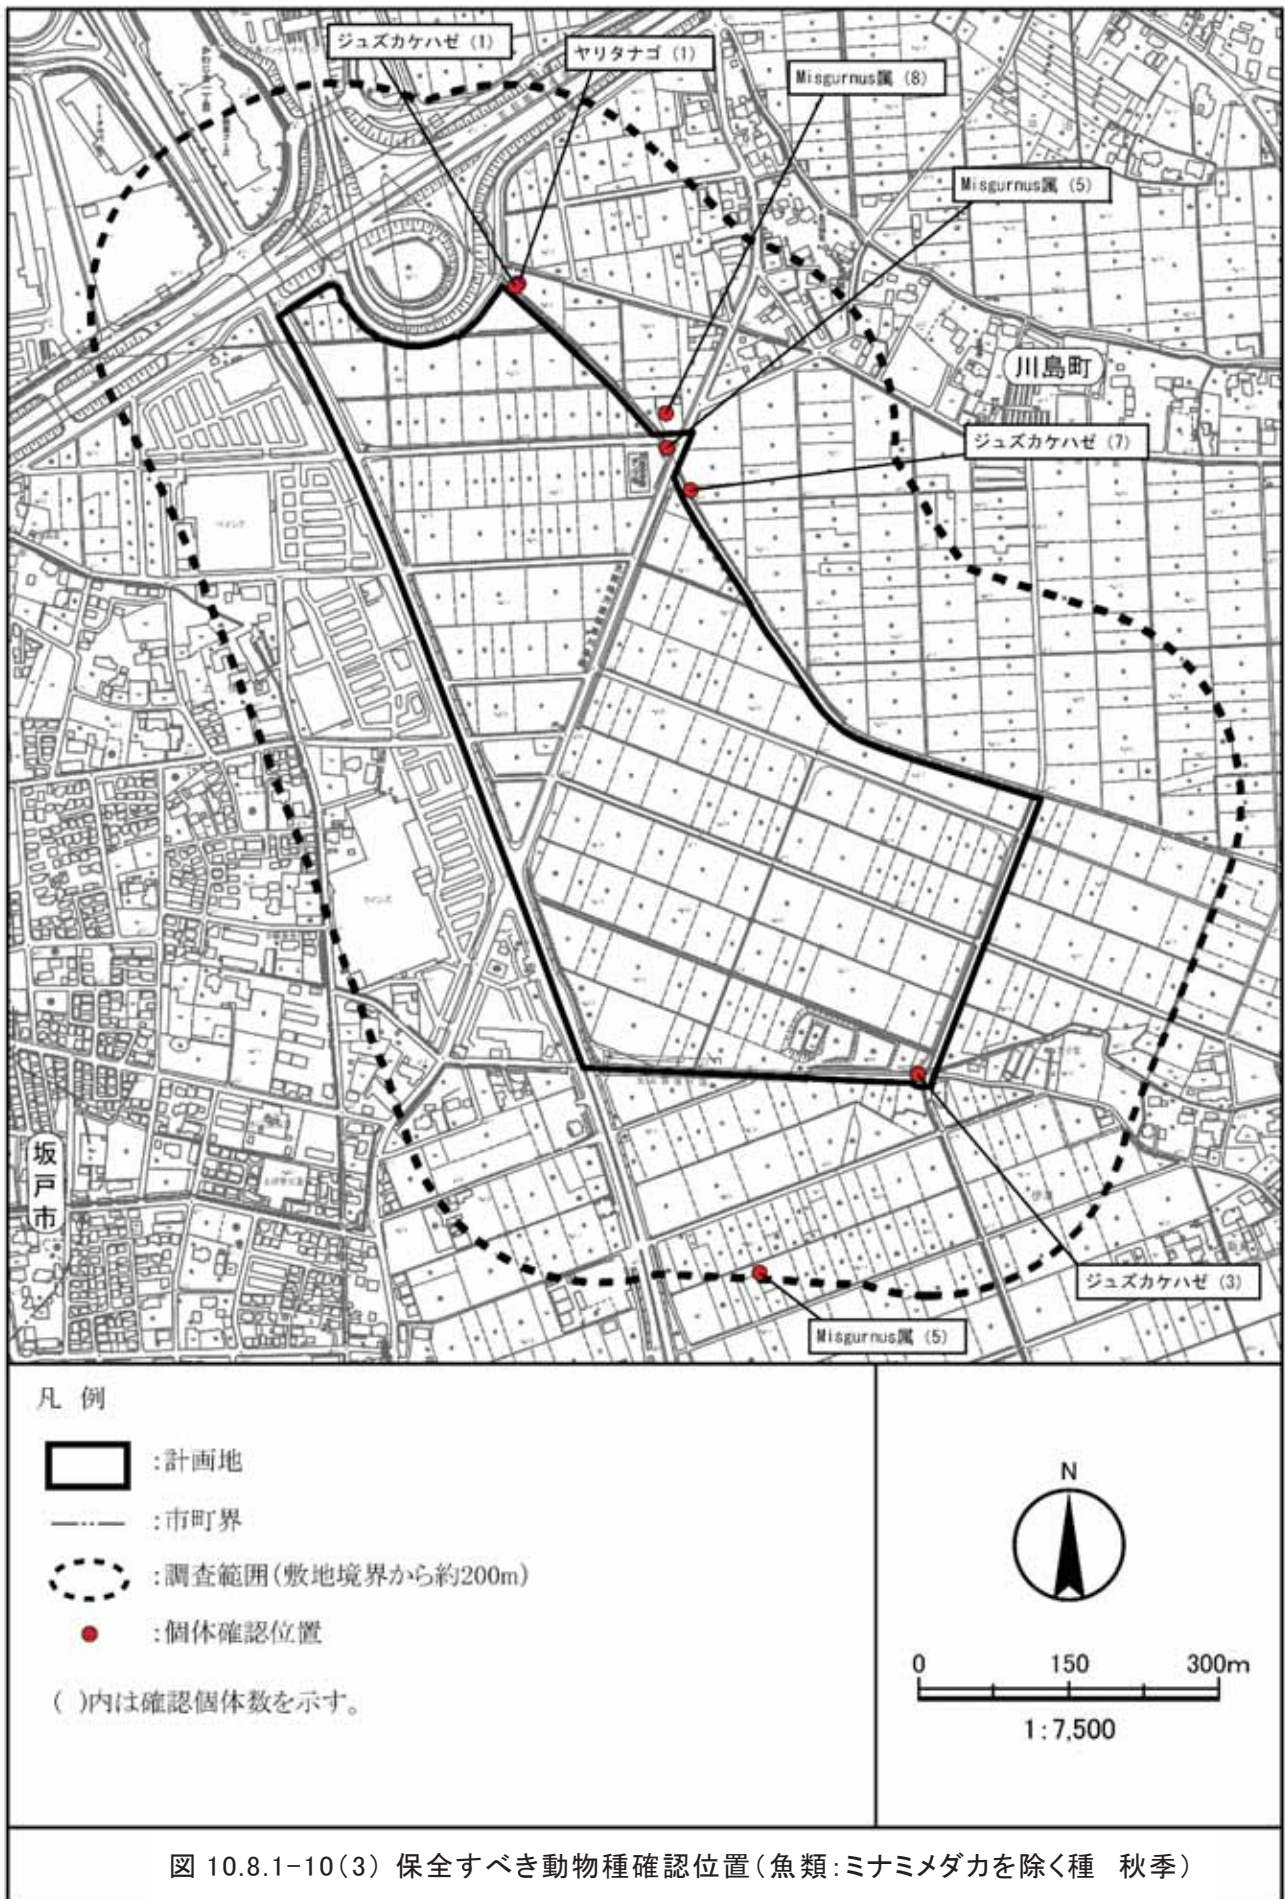 ジュズカケハゼ（1）
ヤリタナゴ（1）
Misgurnus属（8）
Misgurnus属（5）
川島町
ジュズカケハゼ（7）
カインズ
坂戸市
ジュズカケハゼ（3）
Misgurnus属（5）
凡 例
：計画地
：市町界
：調査範囲（敷地境界から約200m）
：個体確認位置
（ ）内は確認個体数を示す。
N
0 150 300m
1：7,500
図 10.8.1-10(3) 保全すべき動物種確認位置（魚類：ミナミメダカを除く種 秋季）